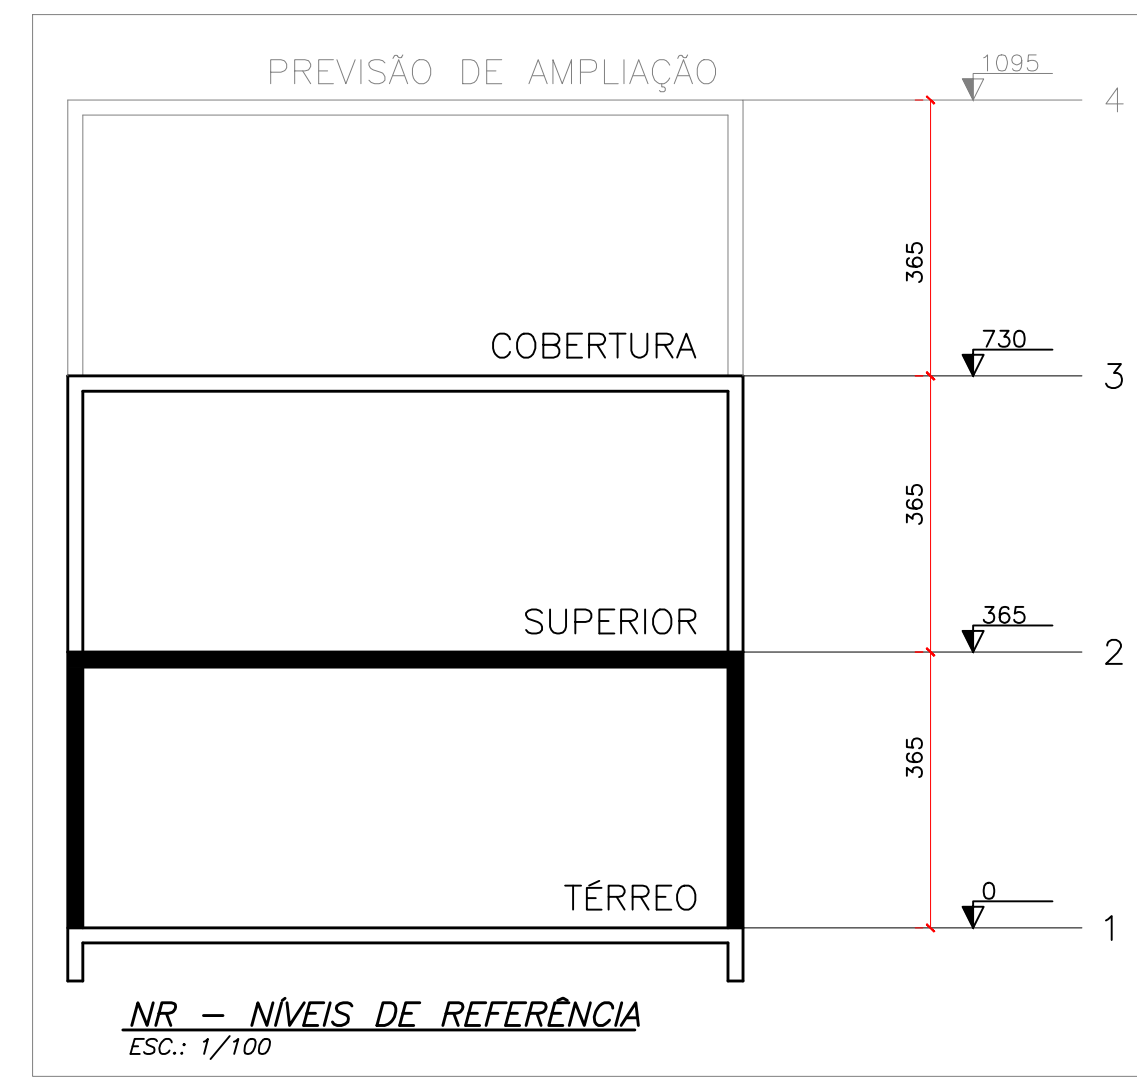 PREVISÃO DE AMPLIAÇÃO
1095
4
365
COBERTURA
730
3
365
SUPERIOR
365
2
365
TÉRREO
0
1
NR – NÍVEIS DE REFERÊNCIA
ESC.: 1/100